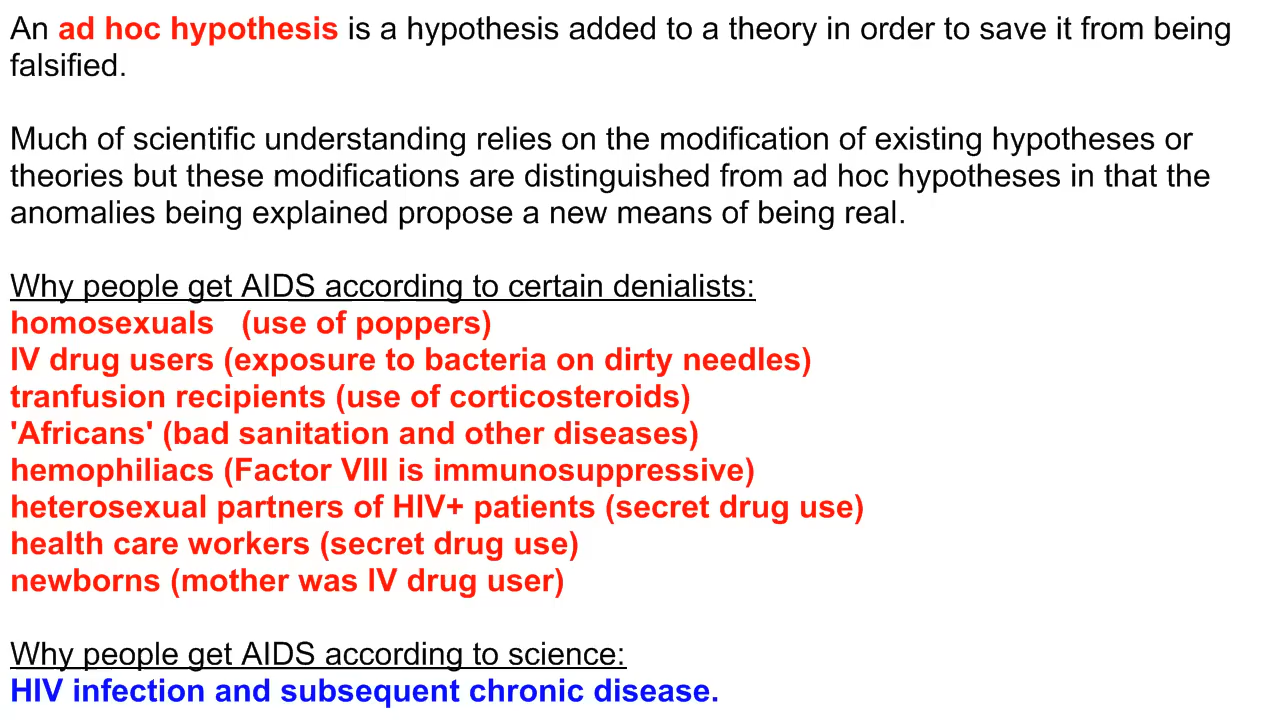 An ad hoc hypothesis is a hypothesis added to a theory in order to save it from being
falsified.
Much of scientific understanding relies on the modification of existing hypotheses or
theories but these modifications are distinguished from ad hoc hypotheses in that the
anomalies being explained propose a new means of being real.
Why people get AIDS according to certain denialists:
homosexuals (use of poppers)
IV drug users (exposure to bacteria on dirty needles)
tranfusion recipients (use of corticosteroids)
'Africans' (bad sanitation and other diseases)
hemophiliacs (Factor VIII is immunosuppressive)
heterosexual partners of HIV+ patients (secret drug use)
health care workers (secret drug use)
newborns (mother was IV drug user)
Why people get AIDS according to science:
HIV infection and subsequent chronic disease.